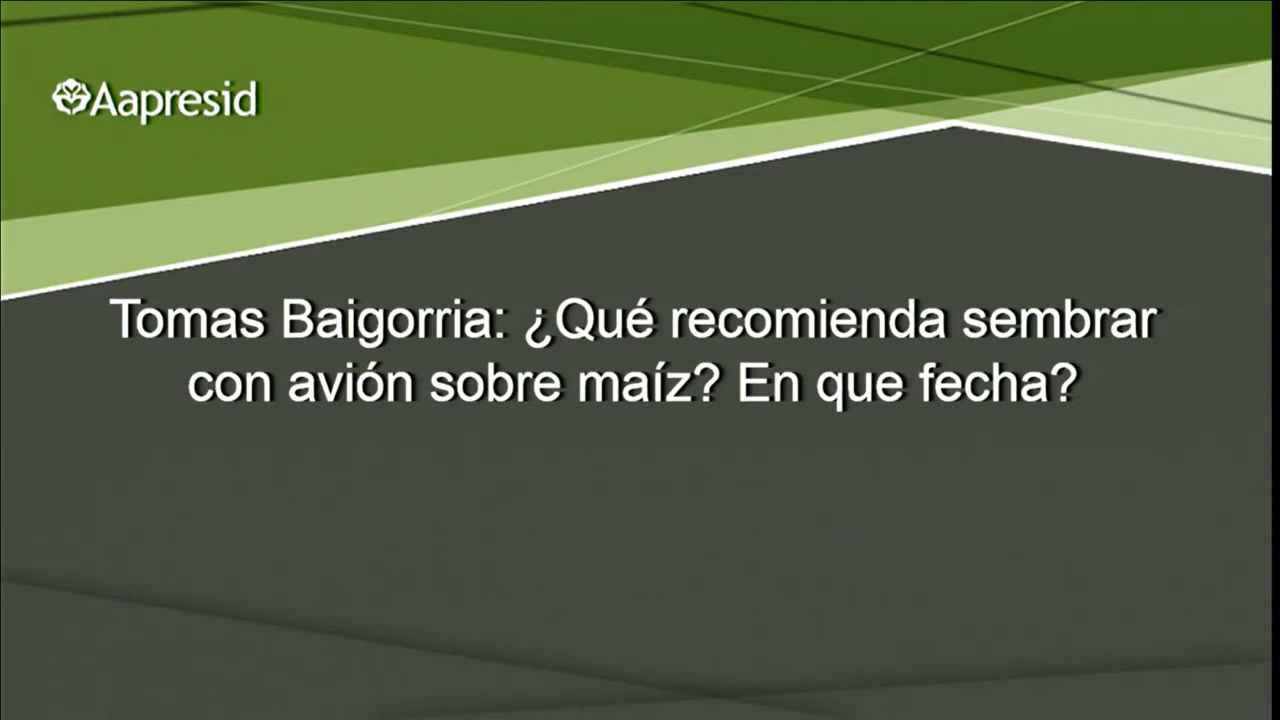 Aapresid
Tomas Baigorria: ¿Qué recomienda sembrar
con avión sobre maíz? En que fecha?